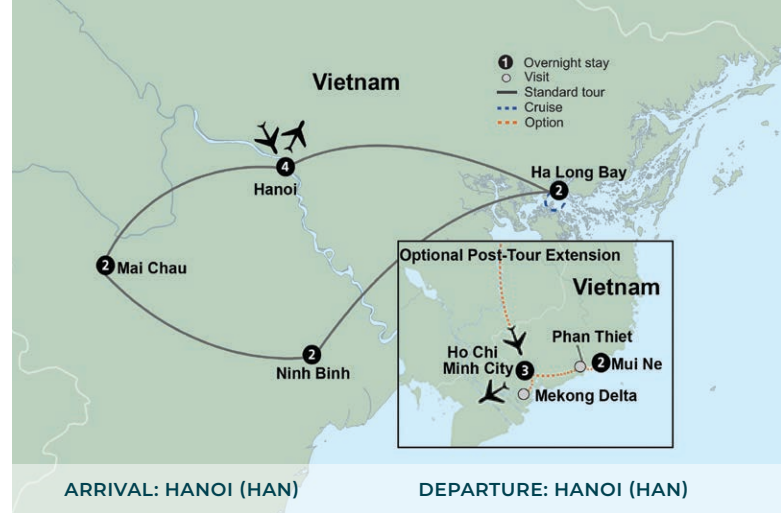 Vietnam
1 Overnight stay
Visit
Standard tour
Cruise
Option
4
Hanoi
Ha Long Bay
2
2 Mai Chau
2
Ninh Binh
Optional Post-Tour Extension
Vietnam
Phan Thiet
Ho Chi
Minh City 3
2 Mui Ne
Mekong Delta
ARRIVAL: HANOI (HAN)
DEPARTURE: HANOI (HAN)